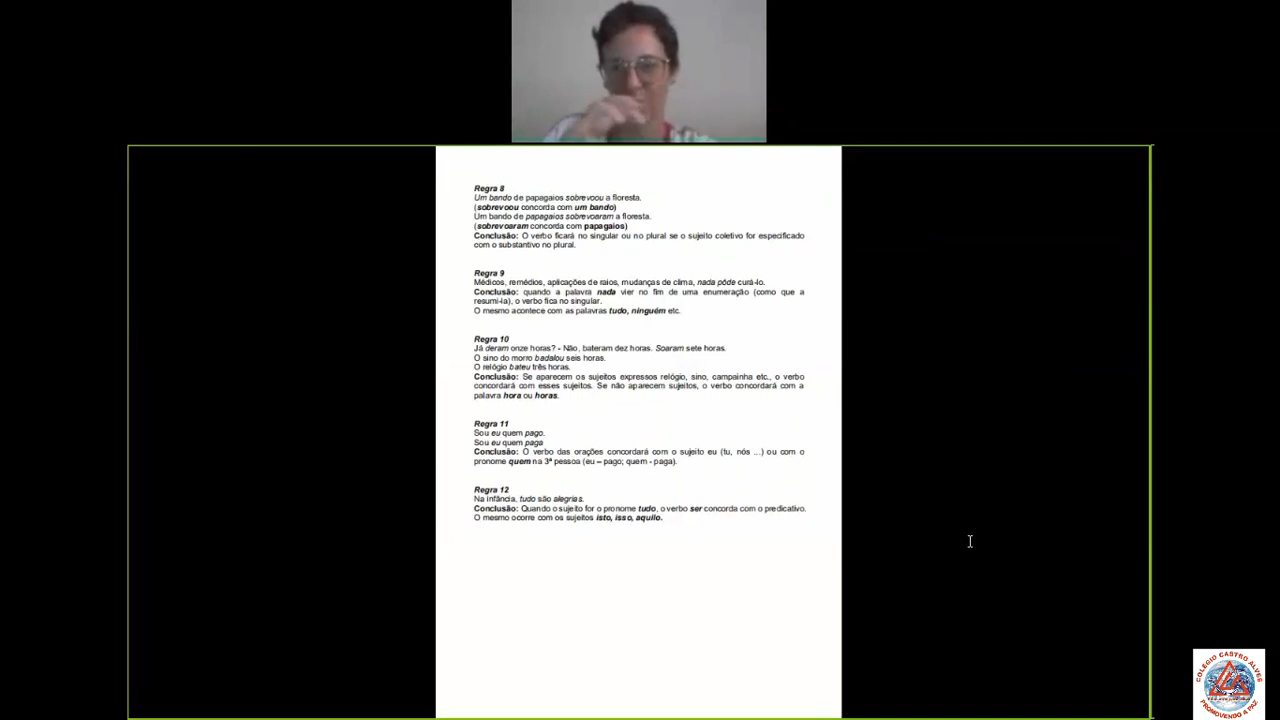 Regra 8
Um bando de papagaios sobrevoou a floresta.
(sobrevoou concorda com um bando)
Um bando de papagaios sobrevoaram a floresta.
(sobrevoaram concorda com papagaios)
Conclusão: O verbo ficará no singular ou no plural se o sujeito coletivo for especificado
com o substantivo no plural.
Regra 9
Médicos, remédios, aplicações de raios, mudanças de clima, nada pôde curá-lo.
Conclusão: quando a palavra nada vier no fim de uma enumeração (como que a
resumi-la), o verbo fica no singular.
O mesmo acontece com as palavras tudo, ninguém etc.
Regra 10
Já deram onze horas? - Não, bateram dez horas. Soaram sete horas.
O sino do morro badalou seis horas.
O relógio bateu três horas.
Conclusão: Se aparecem os sujeitos expressos relógio, sino, campainha etc., o verbo
concordará com esses sujeitos. Se não aparecem sujeitos, o verbo concordará com a
palavra hora ou horas.
Regra 11
Sou eu quem pago.
Sou eu quem paga
Conclusão: O verbo das orações concordará com o sujeito eu (tu, nós ...) ou com o
pronome quem na 3ª pessoa (eu – pago; quem - paga).
Regra 12
Na infância, tudo são alegrias.
Conclusão: Quando o sujeito for o pronome tudo, o verbo ser concorda com o predicativo.
O mesmo ocorre com os sujeitos isto, isso, aquilo.
COLÉGIO CASTRO ALVES
PROMOVENDO A PAZ